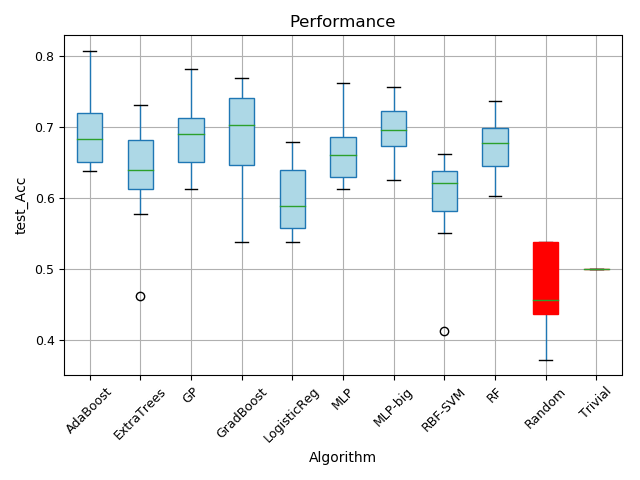 Performance
test_Acc
0.8
0.7
0.6
0.5
0.4
AdaBoost
ExtraTrees
GP
GradBoost
LogisticReg
MLP
MLP-big
RBF-SVM
RF
Random
Trivial
Algorithm